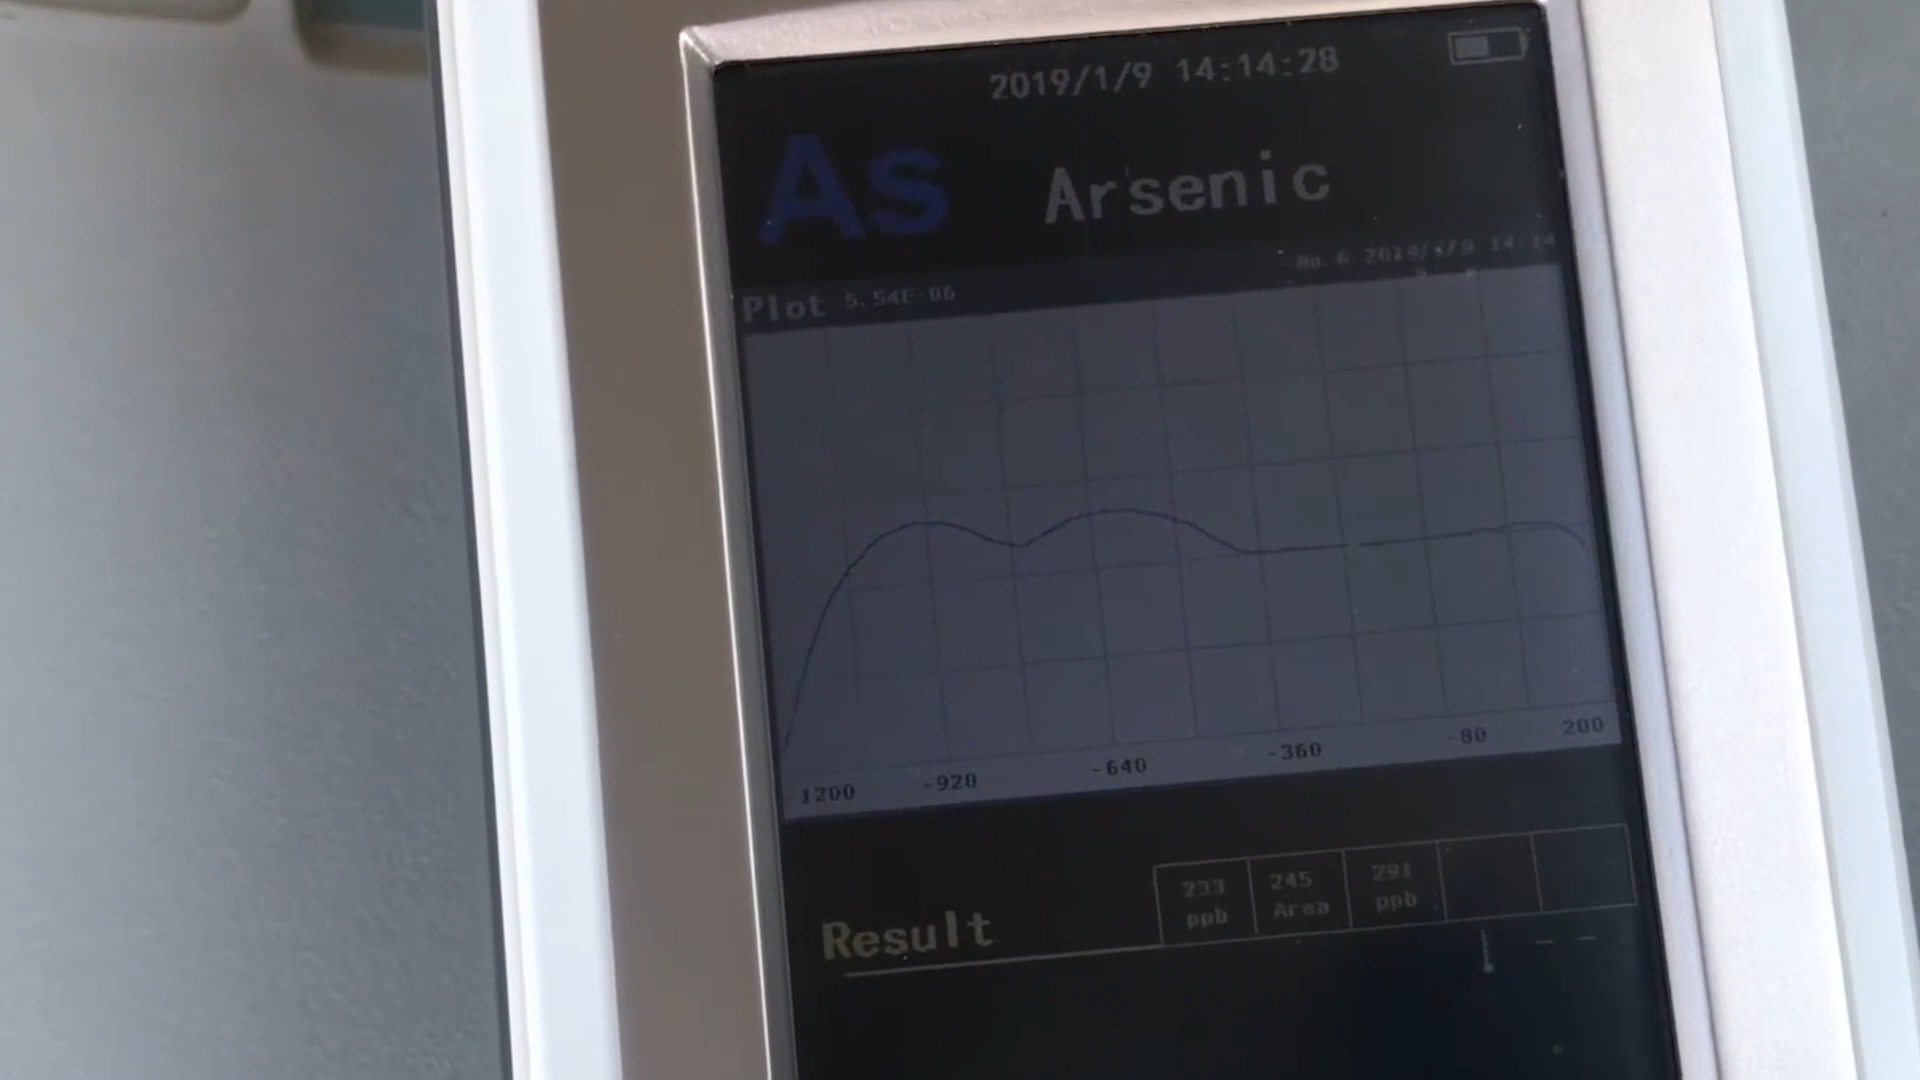 2019/1/9 14:14:28
As Arsenic
No.6 2019/1/9 14 14
Plot 5.54E-06
1200 -920 -640 -360 -80 200
233 245 291
ppb Area ppb
Result